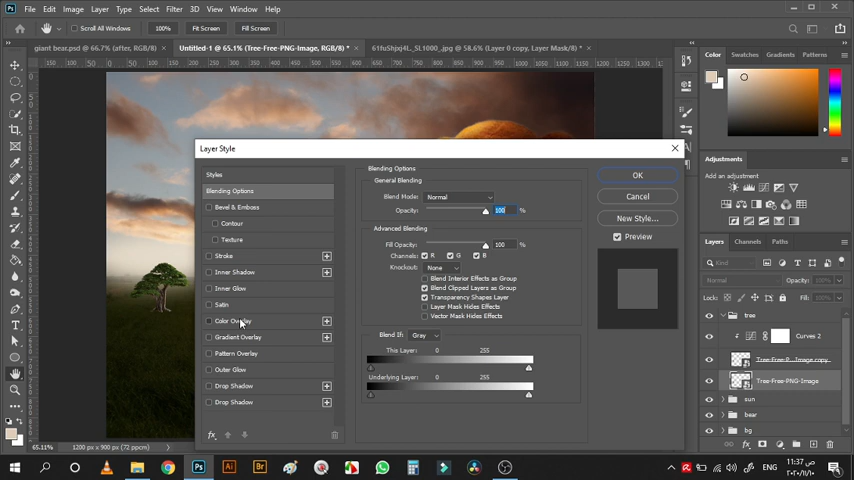 Ps File Edit Image Layer Type Select Filter 3D View Window Help
Scroll All Windows 100% Fit Screen Fill Screen
giant bear.psd @ 66.7% (after, RGB/8) × Untitled-1 @ 65.1% (Tree-Free-PNG-Image, RGB/8) * × 61fuShjxj4L._SL1000_.jpg @ 58.6% (Layer 0 copy, Layer Mask/8) * ×
Color Swatches Gradients Patterns
Layer Style
Styles
Blending Options
Bevel & Emboss
Contour
Texture
Stroke
Inner Shadow
Inner Glow
Satin
Color Overlay
Gradient Overlay
Pattern Overlay
Outer Glow
Drop Shadow
Drop Shadow
fx
Blending Options
General Blending
Blend Mode: Normal
Opacity: 100 %
Advanced Blending
Fill Opacity: 100 %
Channels: R G B
Knockout: None
Blend Interior Effects as Group
Blend Clipped Layers as Group
Transparency Shapes Layer
Layer Mask Hides Effects
Vector Mask Hides Effects
Blend If: Gray
This Layer: 0 255
Underlying Layer: 0 255
OK
Cancel
New Style...
Preview
Adjustments
Add an adjustment
Layers Channels Paths
Kind
Normal Opacity: 100%
Lock: Fill: 100%
tree
Curves 2
Tree-Free-P...Image copy
Tree-Free-PNG-Image
sun
bear
bg
65.11% 1200 px x 900 px (72 ppcm)
Ps Ai Br
ENG
11:37 ص